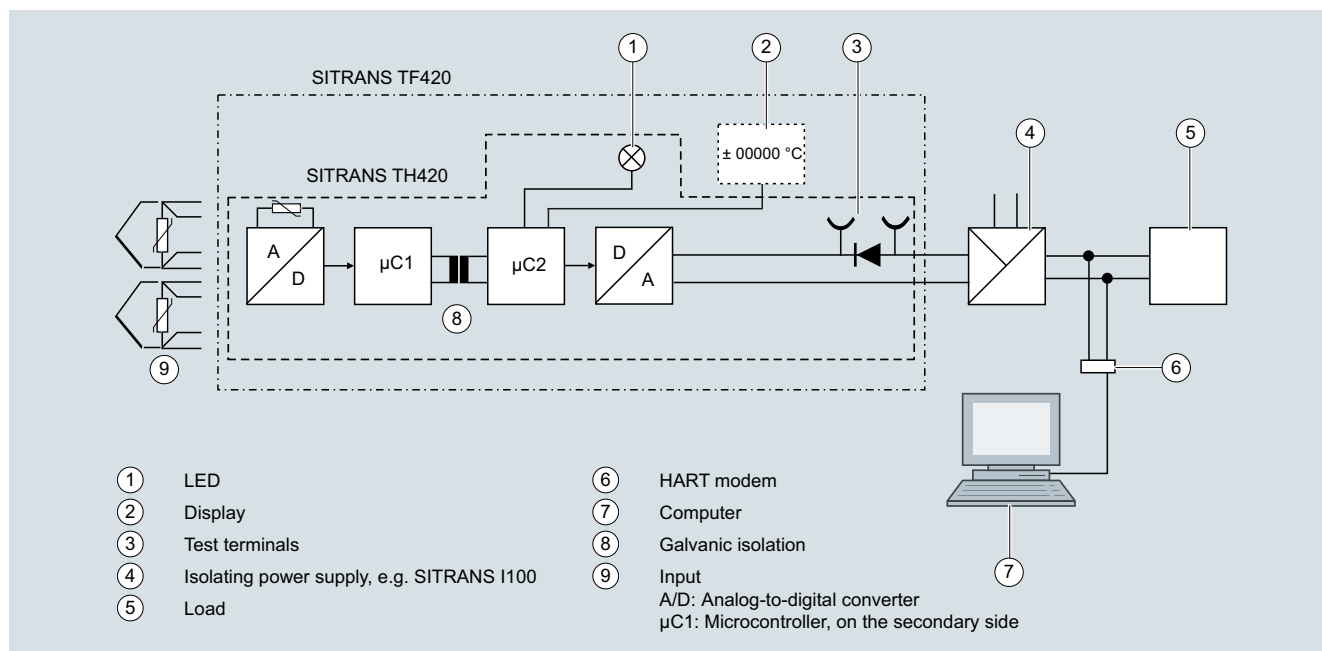 1
2
3
SITRANS TF420
4
5
± 00000 °C
SITRANS TH420
A
D
µC1
µC2
D
A
8
9
6
1 LED
2 Display
3 Test terminals
4 Isolating power supply, e.g. SITRANS I100
5 Load
6 HART modem
7 Computer
8 Galvanic isolation
9 Input
A/D: Analog-to-digital converter
µC1: Microcontroller, on the secondary side
7